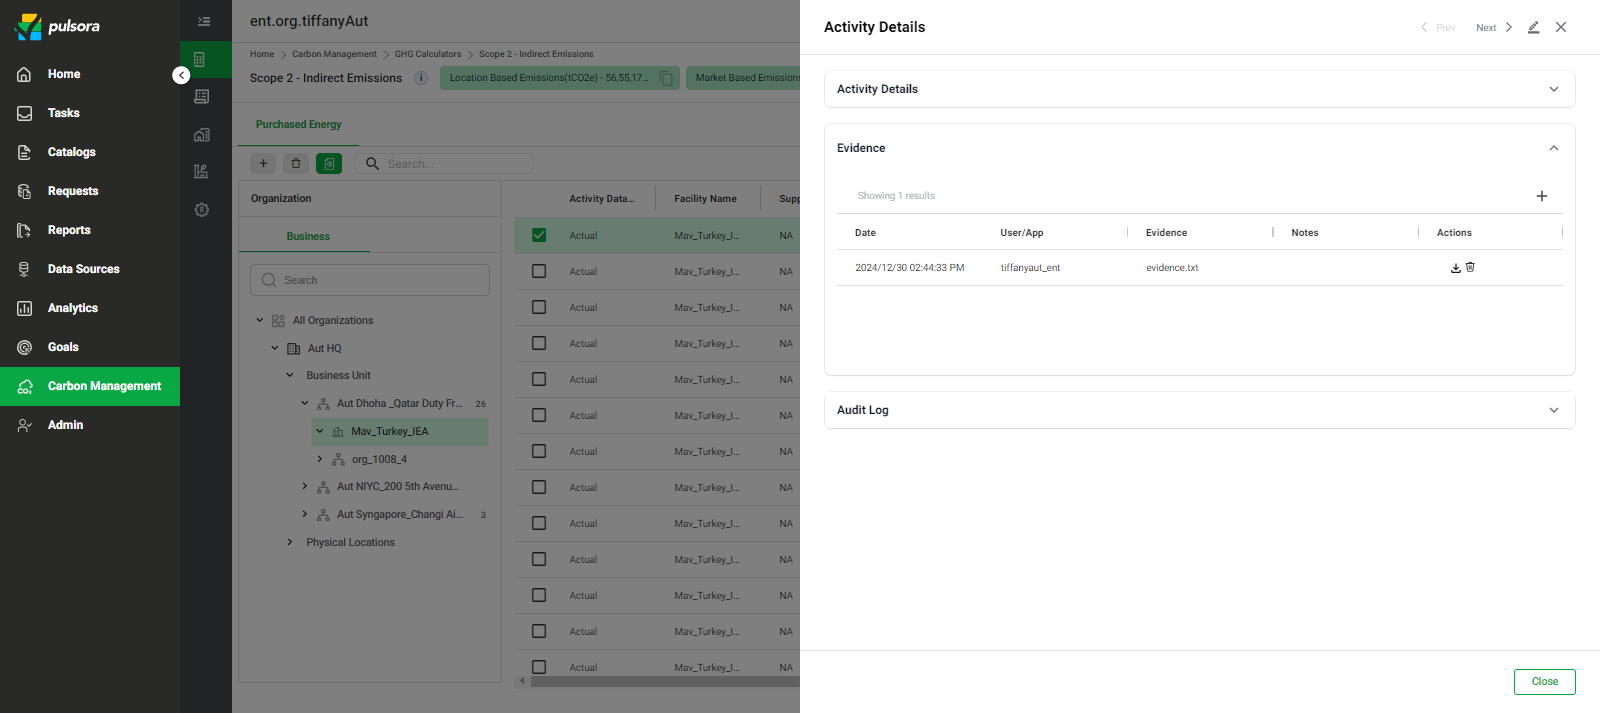 pulsora
Home
Tasks
Catalogs
Requests
Reports
Data Sources
Analytics
Goals
Carbon Management
Admin
ent.org.tiffanyAut
Home > Carbon Management > GHG Calculators > Scope 2 - Indirect Emissions
Scope 2 - Indirect Emissions
Location Based Emissions(tCO2e) - 56,55,17...
Market Based Emissions
Purchased Energy
Search...
Organization
Business
Search
All Organizations
Aut HQ
Business Unit
Aut Dhoha _Qatar Duty Fr... 26
Mav_Turkey_IEA
org_1008_4
Aut NIYC_200 5th Avenu...
Aut Syngapore_Changi Ai... 3
Physical Locations
Activity Data... Facility Name Supp
Actual Mav_Turkey_I... NA
Actual Mav_Turkey_I... NA
Actual Mav_Turkey_I... NA
Actual Mav_Turkey_I... NA
Actual Mav_Turkey_I... NA
Actual Mav_Turkey_I... NA
Actual Mav_Turkey_I... NA
Actual Mav_Turkey_I... NA
Actual Mav_Turkey_I... NA
Actual Mav_Turkey_I... NA
Actual Mav_Turkey_I... NA
Actual Mav_Turkey_I... NA
Actual Mav_Turkey_I... NA
Activity Details
Prev Next
Activity Details
Evidence
Showing 1 results
Date User/App Evidence Notes Actions
2024/12/30 02:44:33 PM tiffanyaut_ent evidence.txt
Audit Log
Close